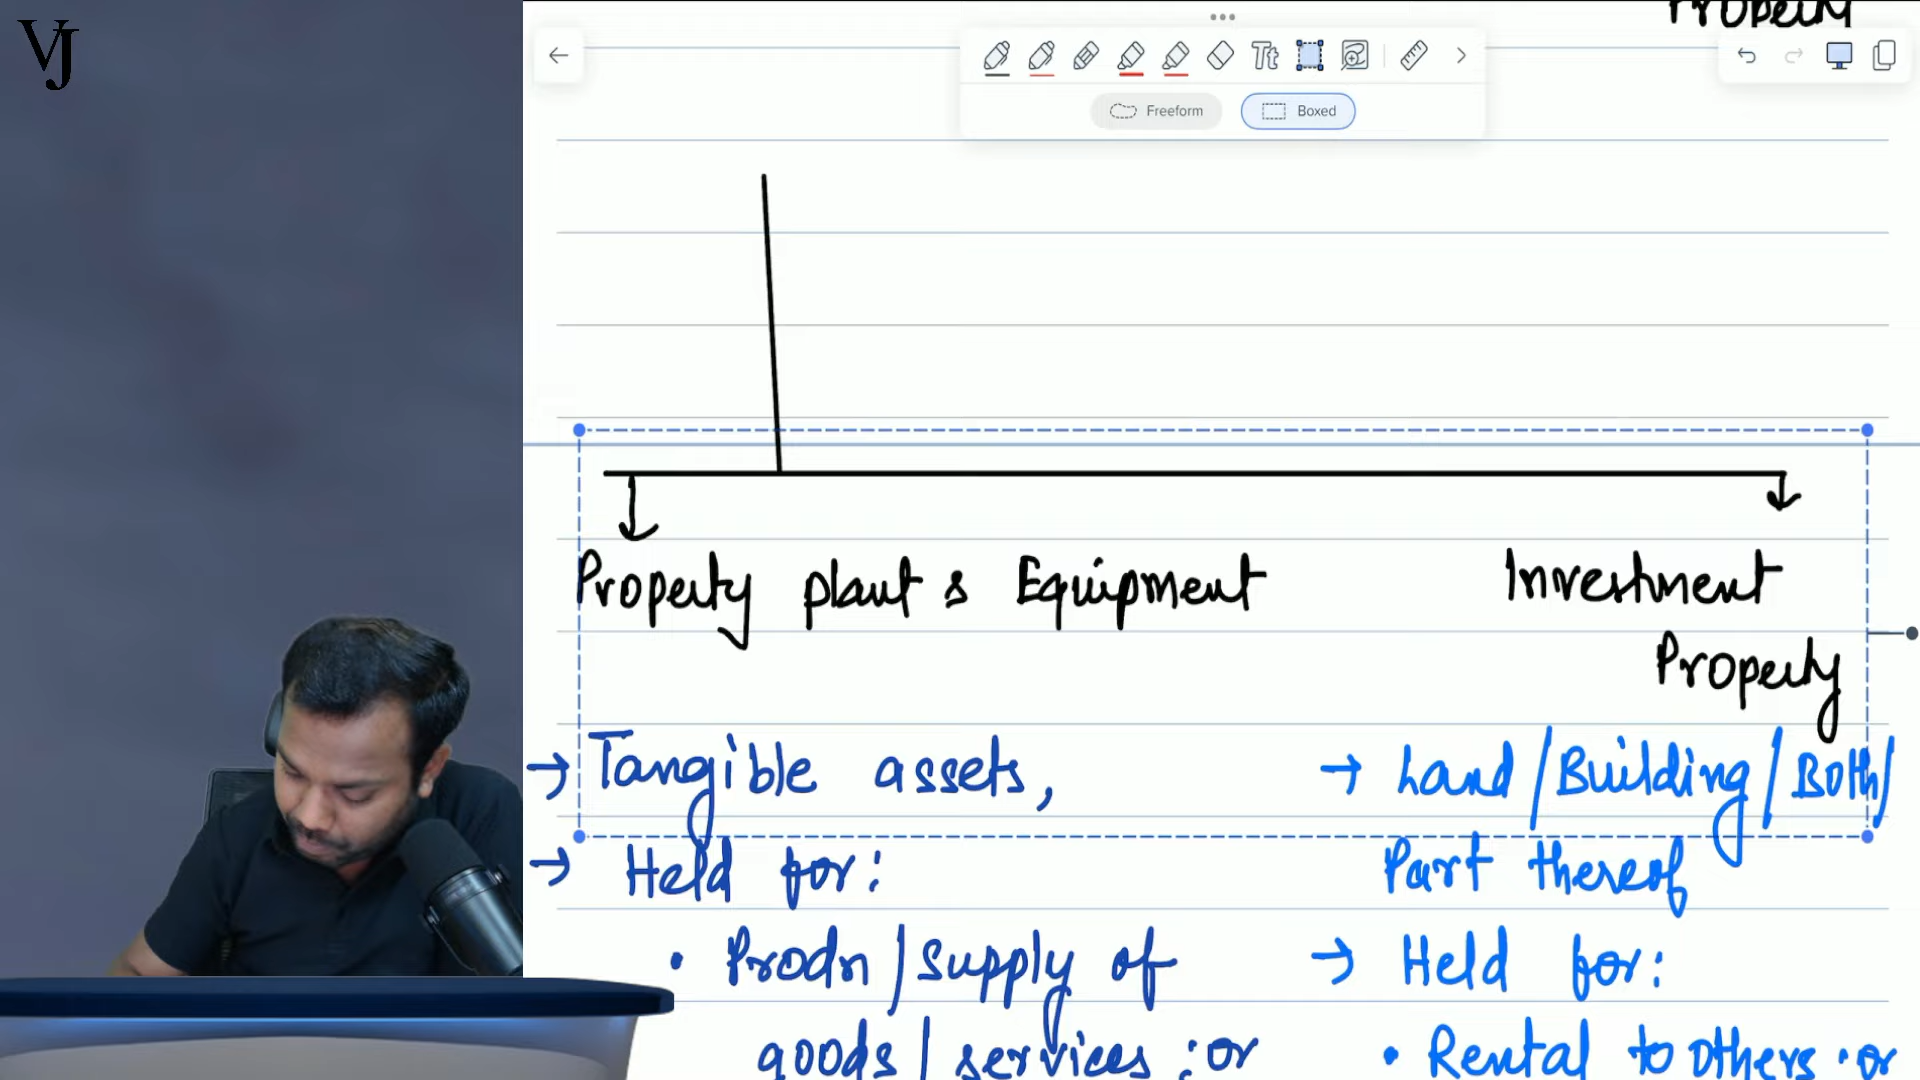 VJ
Property
Tt
Freeform
Boxed
Property plant & Equipment
Investment
Property
→ Tangible assets,
→ Land/Building/Both/
Part thereof
→ Held for:
• Prodn/supply of
goods/services; or
→ Held for:
• Rental to others; or